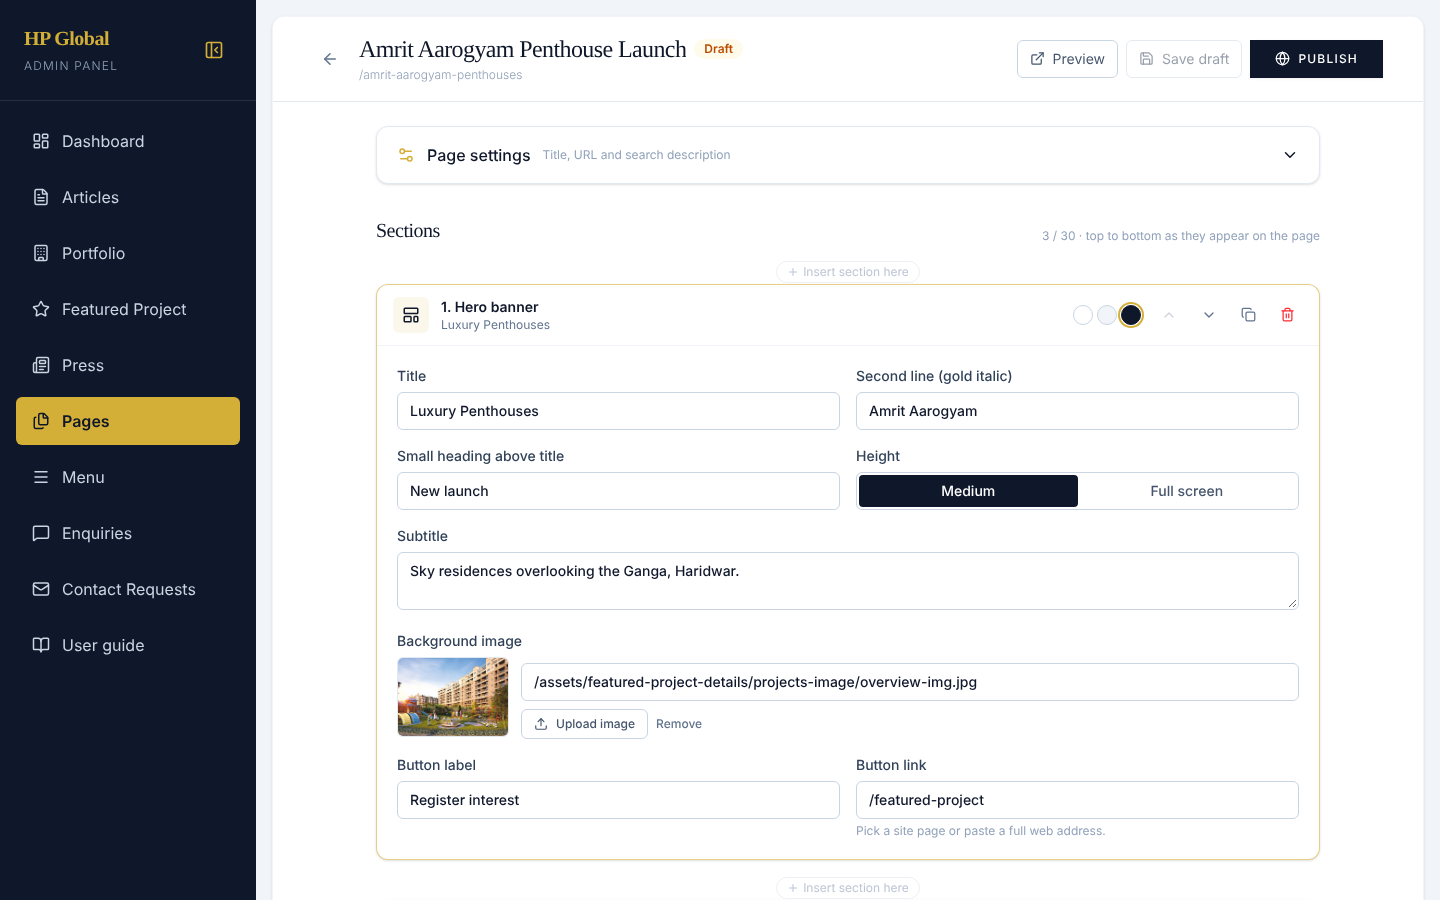 HP Global
ADMIN PANEL
Dashboard
Articles
Portfolio
Featured Project
Press
Pages
Menu
Enquiries
Contact Requests
User guide
Amrit Aarogyam Penthouse Launch
Draft
/amrit-aarogyam-penthouses
Preview
Save draft
PUBLISH
Page settings
Title, URL and search description
Sections
3 / 30 · top to bottom as they appear on the page
+ Insert section here
1. Hero banner
Luxury Penthouses
Title
Luxury Penthouses
Second line (gold italic)
Amrit Aarogyam
Small heading above title
New launch
Height
Medium
Full screen
Subtitle
Sky residences overlooking the Ganga, Haridwar.
Background image
/assets/featured-project-details/projects-image/overview-img.jpg
Upload image
Remove
Button label
Register interest
Button link
/featured-project
Pick a site page or paste a full web address.
+ Insert section here